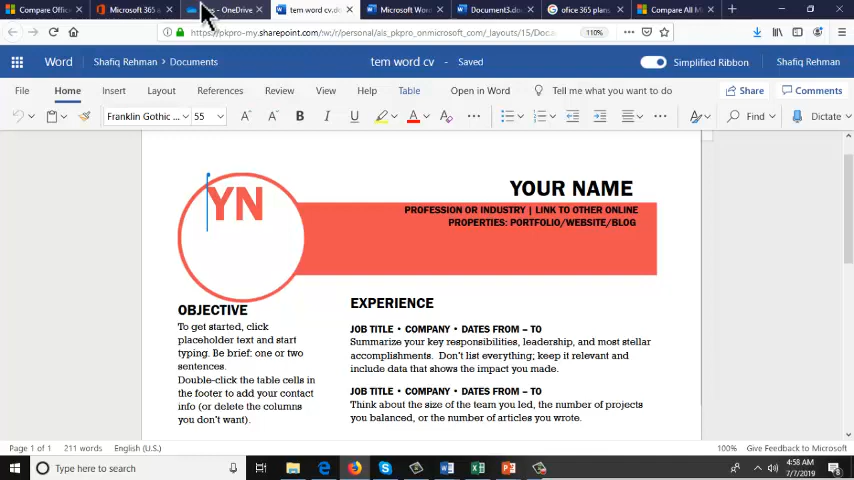 Compare Office
Microsoft 365 a
- OneDrive
tem word cv.do
Microsoft Wor
Document3.do
ofice 365 plans
Compare All M
https://pkpro-my.sharepoint.com/:w:/r/personal/ais_pkpro_onmicrosoft_com/_layouts/15/Doc.
110%
Word
Shafiq Rehman > Documents
tem word cv - Saved
Simplified Ribbon
Shafiq Rehman
File Home Insert Layout References Review View Help Table Open in Word Tell me what you want to do Share Comments
Franklin Gothic ... 55 B I U A Find Dictate
YN
YOUR NAME
PROFESSION OR INDUSTRY | LINK TO OTHER ONLINE
PROPERTIES: PORTFOLIO/WEBSITE/BLOG
OBJECTIVE
To get started, click
placeholder text and start
typing. Be brief: one or two
sentences.
Double-click the table cells in
the footer to add your contact
info (or delete the columns
you don't want).
EXPERIENCE
JOB TITLE • COMPANY • DATES FROM – TO
Summarize your key responsibilities, leadership, and most stellar
accomplishments. Don't list everything; keep it relevant and
include data that shows the impact you made.
JOB TITLE • COMPANY • DATES FROM – TO
Think about the size of the team you led, the number of projects
you balanced, or the number of articles you wrote.
Page 1 of 1 211 words English (U.S.) 100% Give Feedback to Microsoft
Type here to search
4:58 AM
7/7/2019